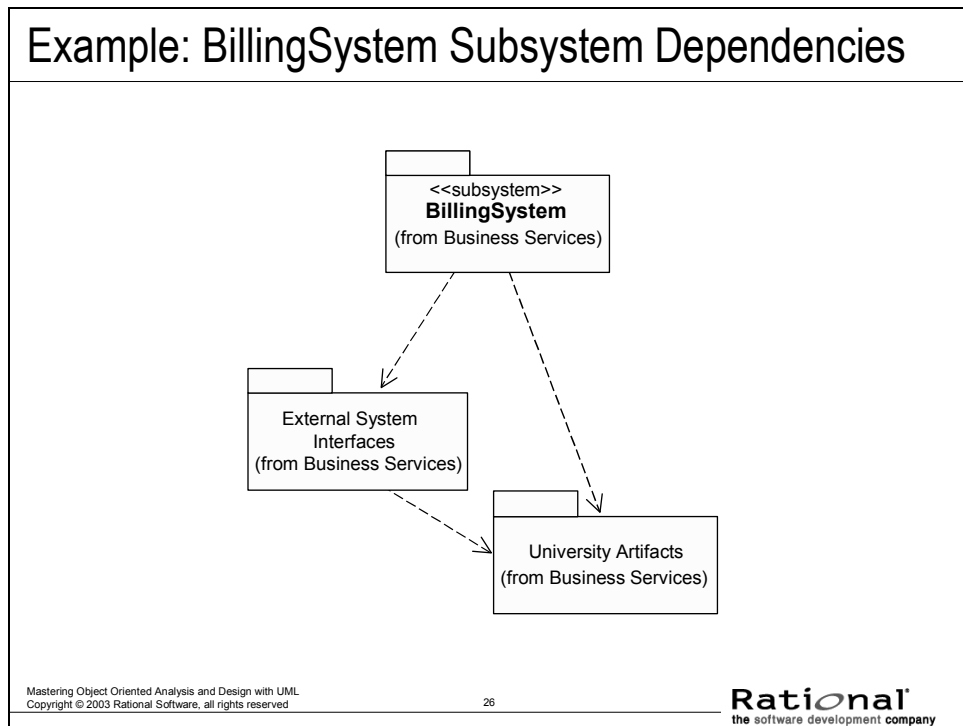 Example: BillingSystem Subsystem Dependencies
<<subsystem>>
BillingSystem
(from Business Services)
External System
Interfaces
(from Business Services)
University Artifacts
(from Business Services)
Mastering Object Oriented Analysis and Design with UML
Copyright © 2003 Rational Software, all rights reserved
26
Rational
the software development company